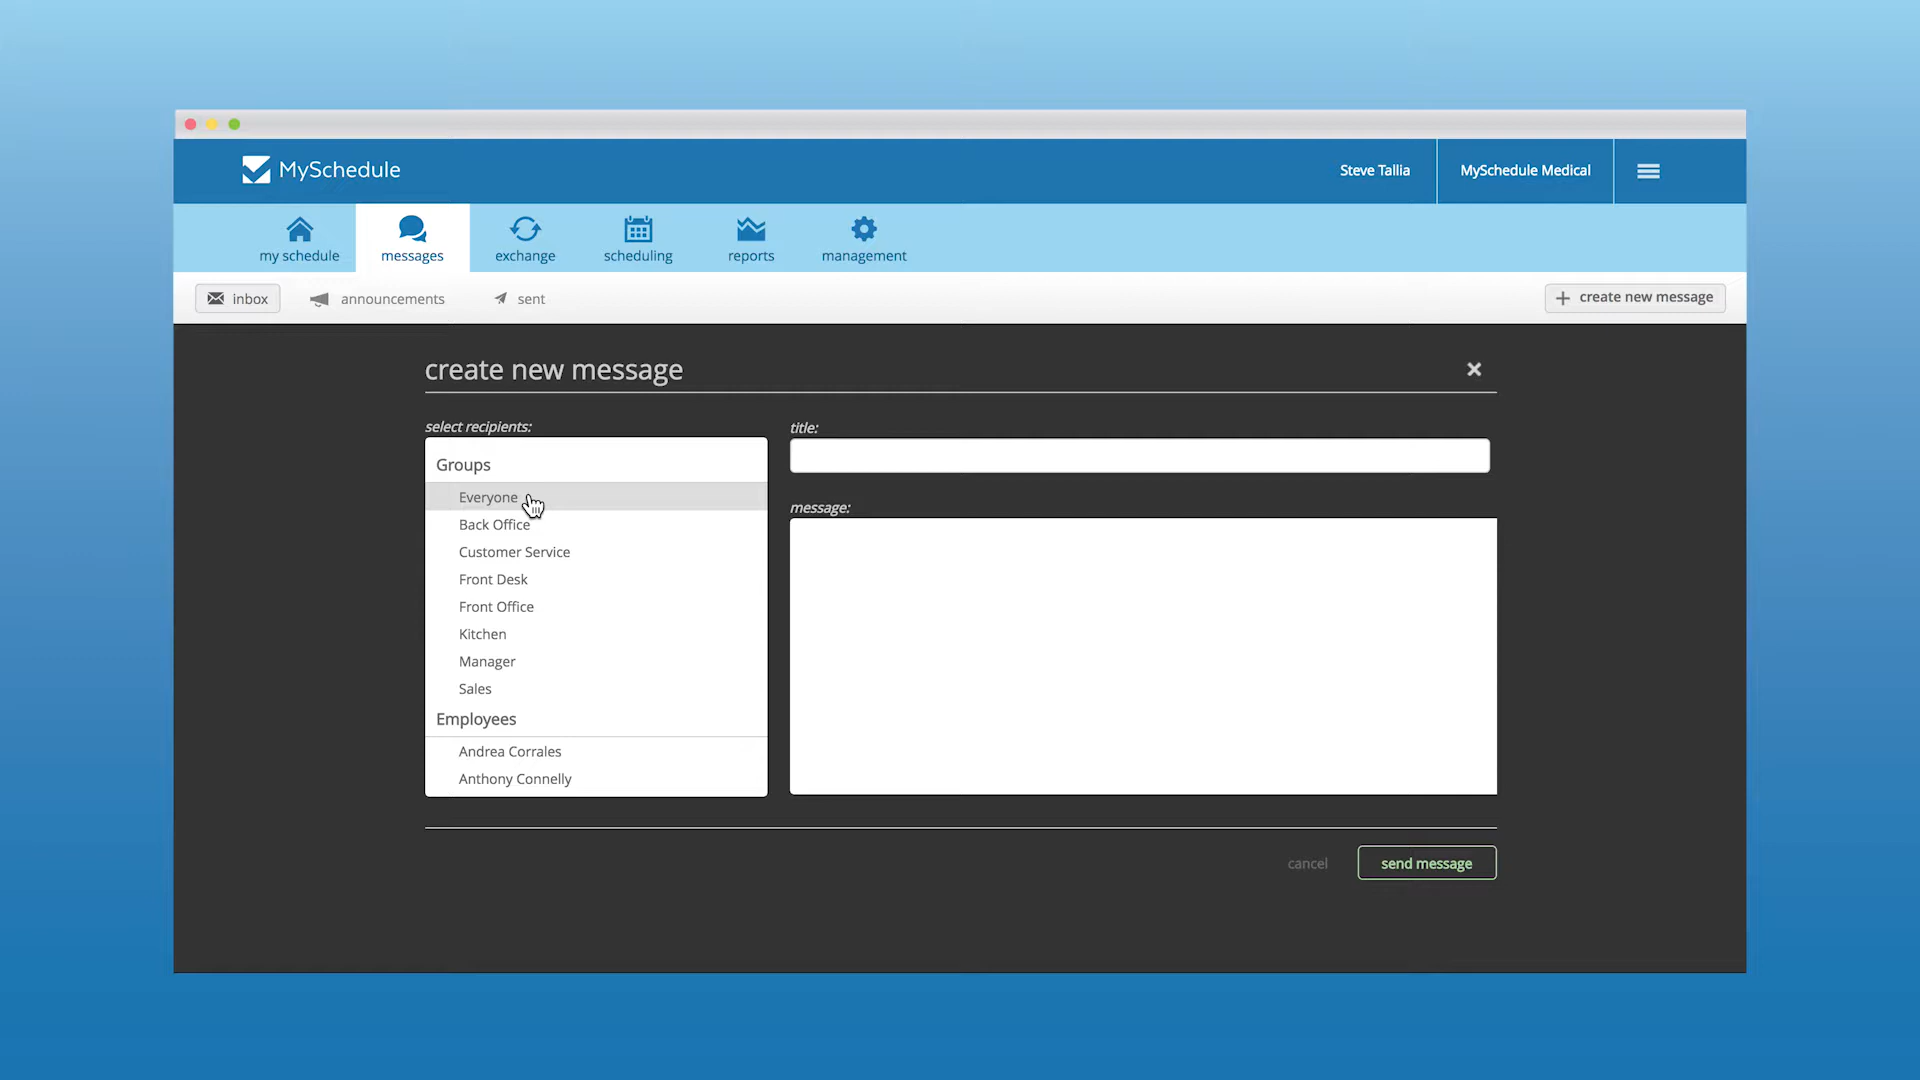 MySchedule
Steve Tallia
MySchedule Medical
my schedule
messages
exchange
scheduling
reports
management
inbox
announcements
sent
create new message
create new message
select recipients:
Groups
Everyone
Back Office
Customer Service
Front Desk
Front Office
Kitchen
Manager
Sales
Employees
Andrea Corrales
Anthony Connelly
title:
message:
cancel
send message